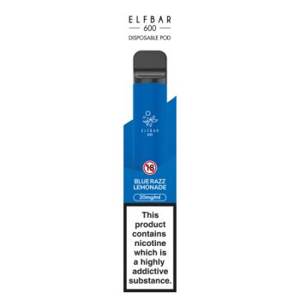 ELFBAR
600
DISPOSABLE POD
ELFBAR
18
BLUE RAZZ
LEMONADE
20mg/ml
This
product
contains
nicotine
which is a
highly
addictive
substance.